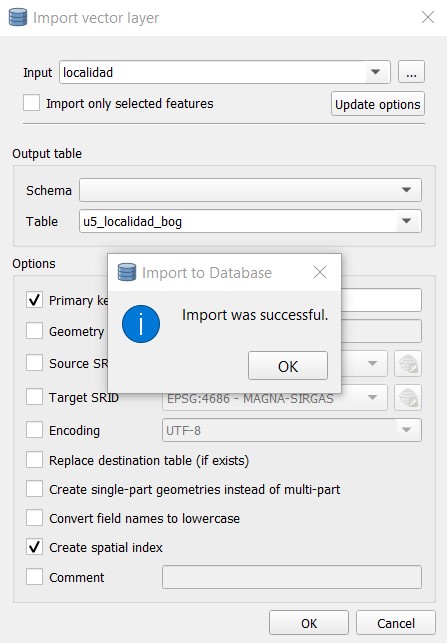 Import vector layer
Input localidad ...
Import only selected features Update options
Output table
Schema
Table u5_localidad_bog
Options
Import to Database
Import was successful.
OK
Primary ke
Geometry
Source SR
Target SRID EPSG:4686 - MAGNA-SIRGAS
Encoding UTF-8
Replace destination table (if exists)
Create single-part geometries instead of multi-part
Convert field names to lowercase
Create spatial index
Comment
OK Cancel